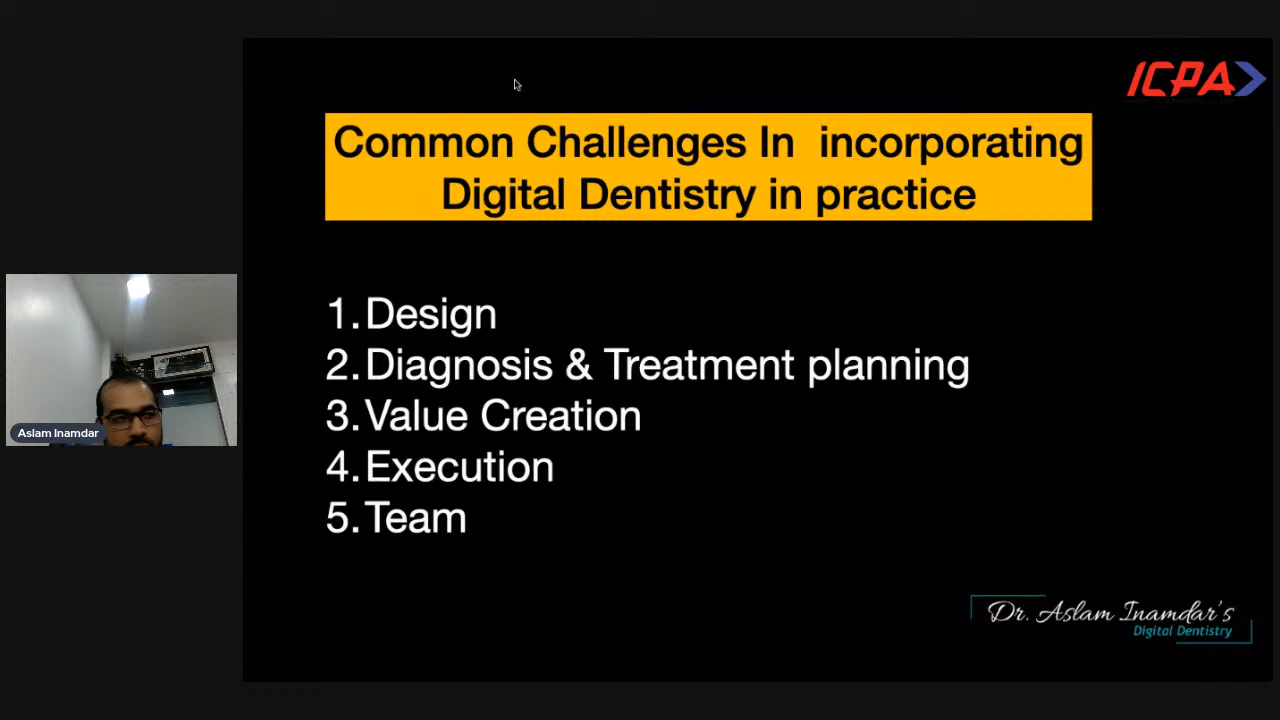 ICPA
Common Challenges In incorporating
Digital Dentistry in practice
1. Design
2. Diagnosis & Treatment planning
3. Value Creation
4. Execution
5. Team
Aslam Inamdar
Dr. Aslam Inamdar's
Digital Dentistry